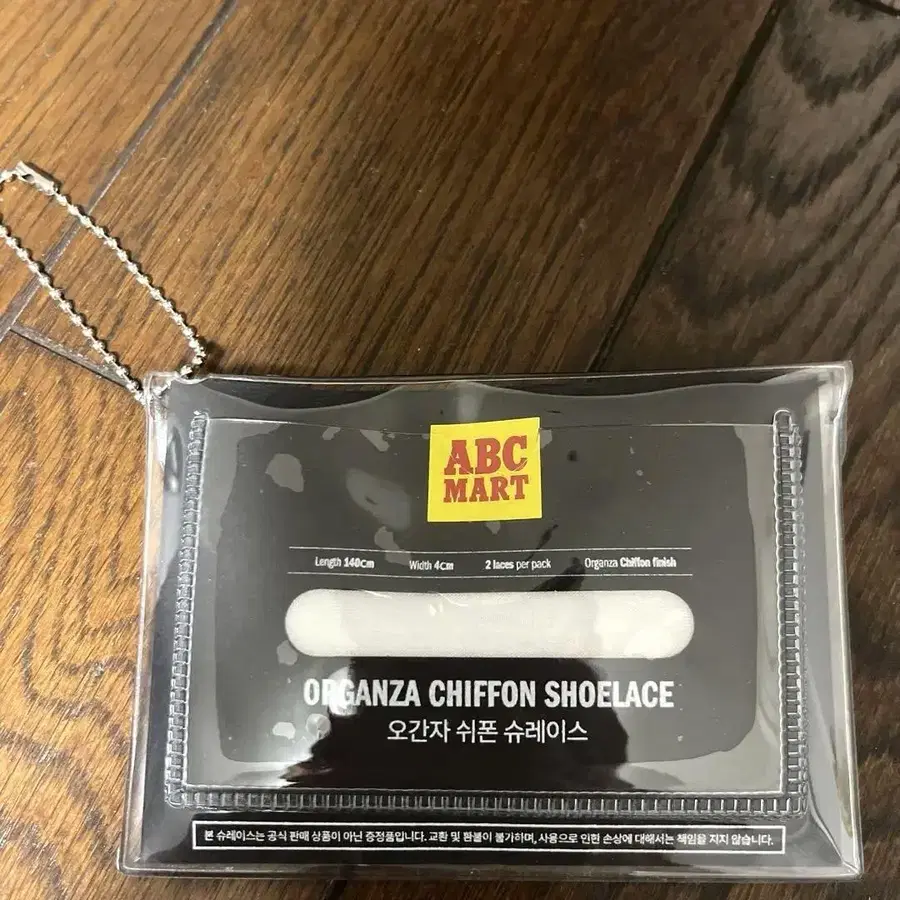 ABC
MART
Length 140cm Width 4cm 2 laces per pack Organza Chiffon finish
ORGANZA CHIFFON SHOELACE
오간자 쉬폰 슈레이스
본 슈레이스는 공식 판매 상품이 아닌 증정품입니다. 교환 및 환불이 불가하며, 사용으로 인한 손상에 대해서는 책임을 지지 않습니다.